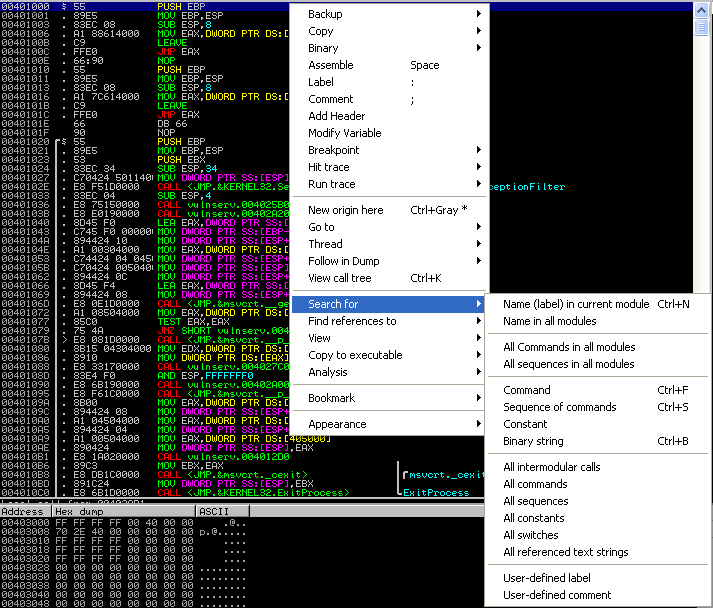 00401000 $ 55 PUSH EBP
00401001 . 89E5 MOV EBP,ESP
00401003 . 83EC 08 SUB ESP,8
00401006 . A1 88614000 MOV EAX,DWORD PTR DS:[
0040100B . C9 LEAVE
0040100C . FFE0 JMP EAX
0040100E . 66:90 NOP
00401010 . 55 PUSH EBP
00401011 . 89E5 MOV EBP,ESP
00401013 . 83EC 08 SUB ESP,8
00401016 . A1 7C614000 MOV EAX,DWORD PTR DS:[
0040101B . C9 LEAVE
0040101C . FFE0 JMP EAX
0040101E 66 DB 66
0040101F 90 NOP
00401020 $ 55 PUSH EBP
00401021 . 89E5 MOV EBP,ESP
00401023 . 53 PUSH EBX
00401024 . 83EC 34 SUB ESP,34
00401027 . C70424 501140 MOV DWORD PTR SS:[ESP]
0040102E . E8 F51D0000 CALL <JMP.&KERNEL32.Se
ceptionFilter
00401033 . 83EC 04 SUB ESP,4
00401036 . E8 75150000 CALL vulnserv.004025B0
0040103B . E8 E0190000 CALL vulnserv.00402A20
00401040 . 8D45 F0 LEA EAX,DWORD PTR SS:[
00401043 . C745 F0 00000 MOV DWORD PTR SS:[EBP-
0040104A . 894424 10 MOV DWORD PTR SS:[ESP+
0040104E . A1 00304000 MOV EAX,DWORD PTR DS:[
00401053 . C74424 04 045 MOV DWORD PTR SS:[ESP+
0040105B . C70424 005040 MOV DWORD PTR SS:[ESP]
00401062 . 894424 0C MOV DWORD PTR SS:[ESP+
00401066 . 8D45 F4 LEA EAX,DWORD PTR SS:[
00401069 . 894424 08 MOV DWORD PTR SS:[ESP+
0040106D . E8 0E1D0000 CALL <JMP.&msvcrt.__ge
00401072 . A1 08504000 MOV EAX,DWORD PTR DS:[
00401077 . 85C0 TEST EAX,EAX
00401079 . 75 4A JNZ SHORT vulnserv.004
0040107B > E8 081D0000 CALL <JMP.&msvcrt.__p_
00401080 . 8B15 04304000 MOV EDX,DWORD PTR DS:[
00401086 . 8910 MOV DWORD PTR DS:[EAX]
00401088 . E8 33170000 CALL vulnserv.004027C0
0040108D . 83E4 F0 AND ESP,FFFFFFF0
00401090 . E8 6B190000 CALL vulnserv.00402A00
00401095 . E8 F61C0000 CALL <JMP.&msvcrt.__p_
0040109A . 8B00 MOV EAX,DWORD PTR DS:[
0040109C . 894424 08 MOV DWORD PTR SS:[ESP+
004010A0 . A1 04504000 MOV EAX,DWORD PTR DS:[
004010A5 . 894424 04 MOV DWORD PTR SS:[ESP+
004010A9 . A1 00504000 MOV EAX,DWORD PTR DS:[405000]
004010AE . 890424 MOV DWORD PTR SS:[ESP],EAX
004010B1 . E8 1A020000 CALL vulnserv.004012D0
004010B6 . 89C3 MOV EBX,EAX
004010B8 . E8 DB1C0000 CALL <JMP.&msvcrt._cexit>
msvcrt._cexit
004010BD . 891C24 MOV DWORD PTR SS:[ESP],EBX
004010C0 . E8 6B1D0000 CALL <JMP.&KERNEL32.ExitProcess>
ExitProcess
Backup
Copy
Binary
Assemble Space
Label :
Comment ;
Add Header
Modify Variable
Breakpoint
Hit trace
Run trace
New origin here Ctrl+Gray *
Go to
Thread
Follow in Dump
View call tree Ctrl+K
Search for
Find references to
View
Copy to executable
Analysis
Bookmark
Appearance
Name (label) in current module Ctrl+N
Name in all modules
All Commands in all modules
All sequences in all modules
Command Ctrl+F
Sequence of commands Ctrl+S
Constant
Binary string Ctrl+B
All intermodular calls
All commands
All sequences
All constants
All switches
All referenced text strings
User-defined label
User-defined comment
Address Hex dump ASCII
00403000 FF FF FF FF 00 40 00 00 .@..
00403008 70 2E 40 00 00 00 00 00 p.@.....
00403010 FF FF FF FF 00 00 00 00 ....
00403018 FF FF FF FF 00 00 00 00 ....
00403020 FF FF FF FF 00 00 00 00 ....
00403028 00 00 00 00 00 00 00 00 ........
00403030 00 00 00 00 00 00 00 00 ........
00403038 00 00 00 00 00 00 00 00 ........
00403040 00 00 00 00 00 00 00 00 ........
00403048 00 00 00 00 00 00 00 00 ........